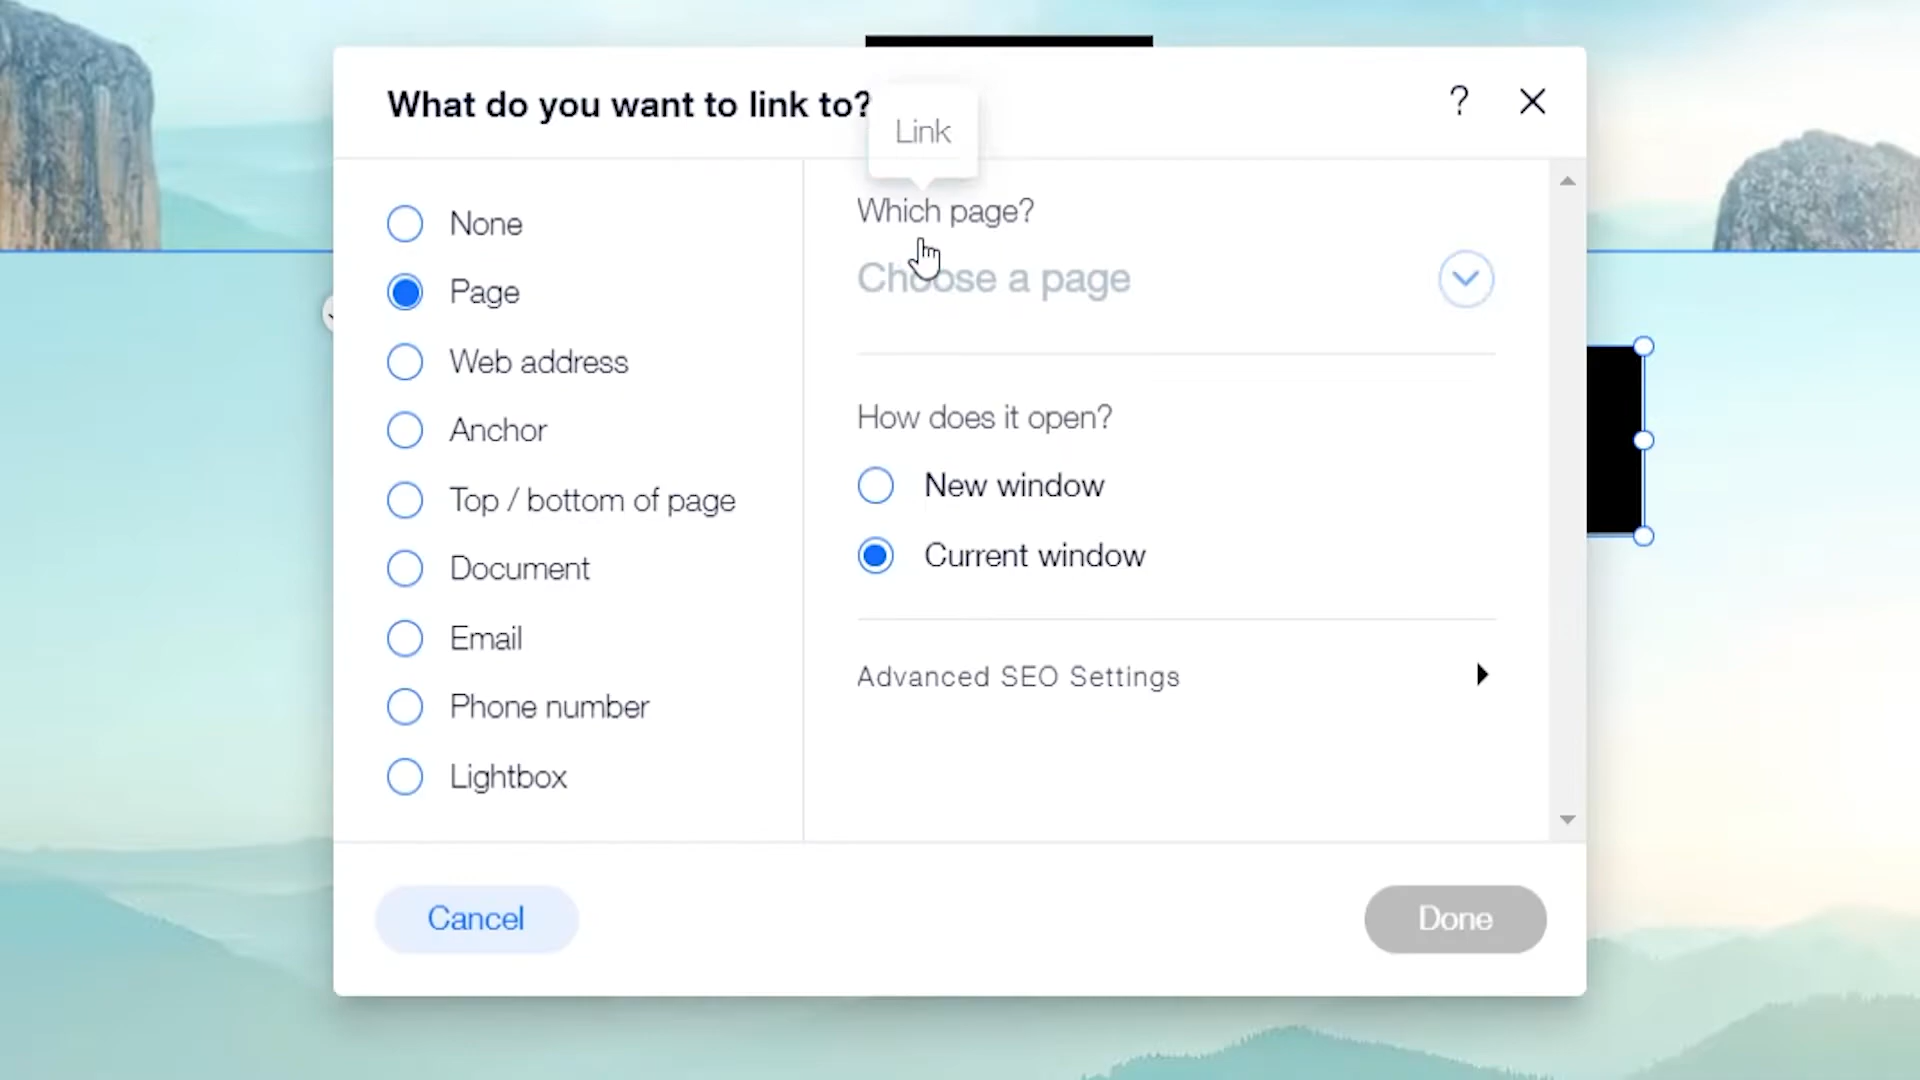 What do you want to link to?
?
Link
None
Page
Web address
Anchor
Top / bottom of page
Document
Email
Phone number
Lightbox
Which page?
Choose a page
How does it open?
New window
Current window
Advanced SEO Settings
Cancel
Done